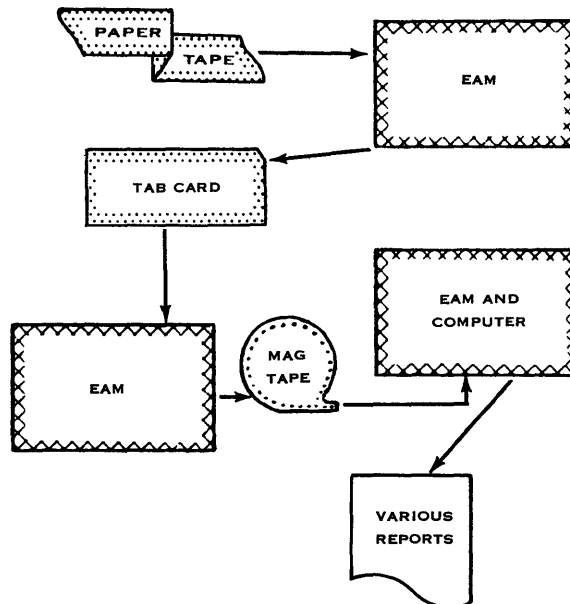 PAPER
TAPE
EAM
TAB CARD
EAM
MAG
TAPE
EAM AND
COMPUTER
VARIOUS
REPORTS